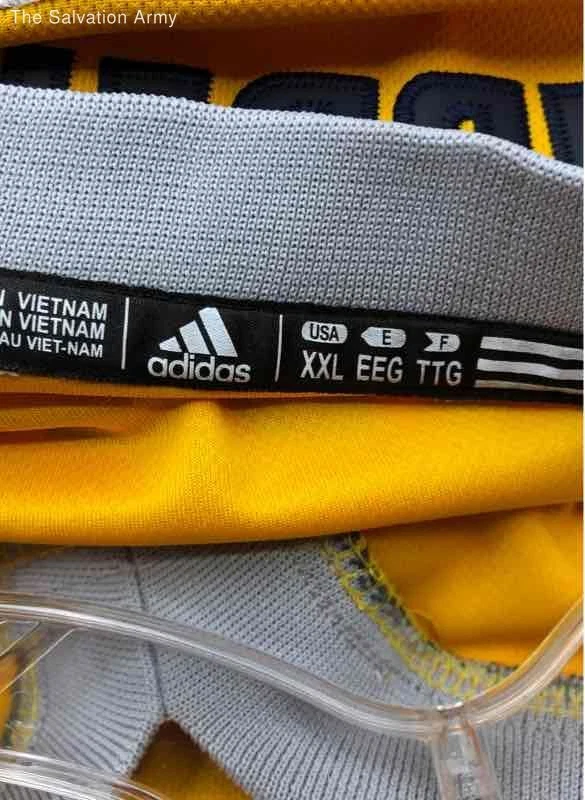 The Salvation Army
VIETNAM
N VIETNAM
AU VIET-NAM
adidas
USA E F
XXL EEG TTG